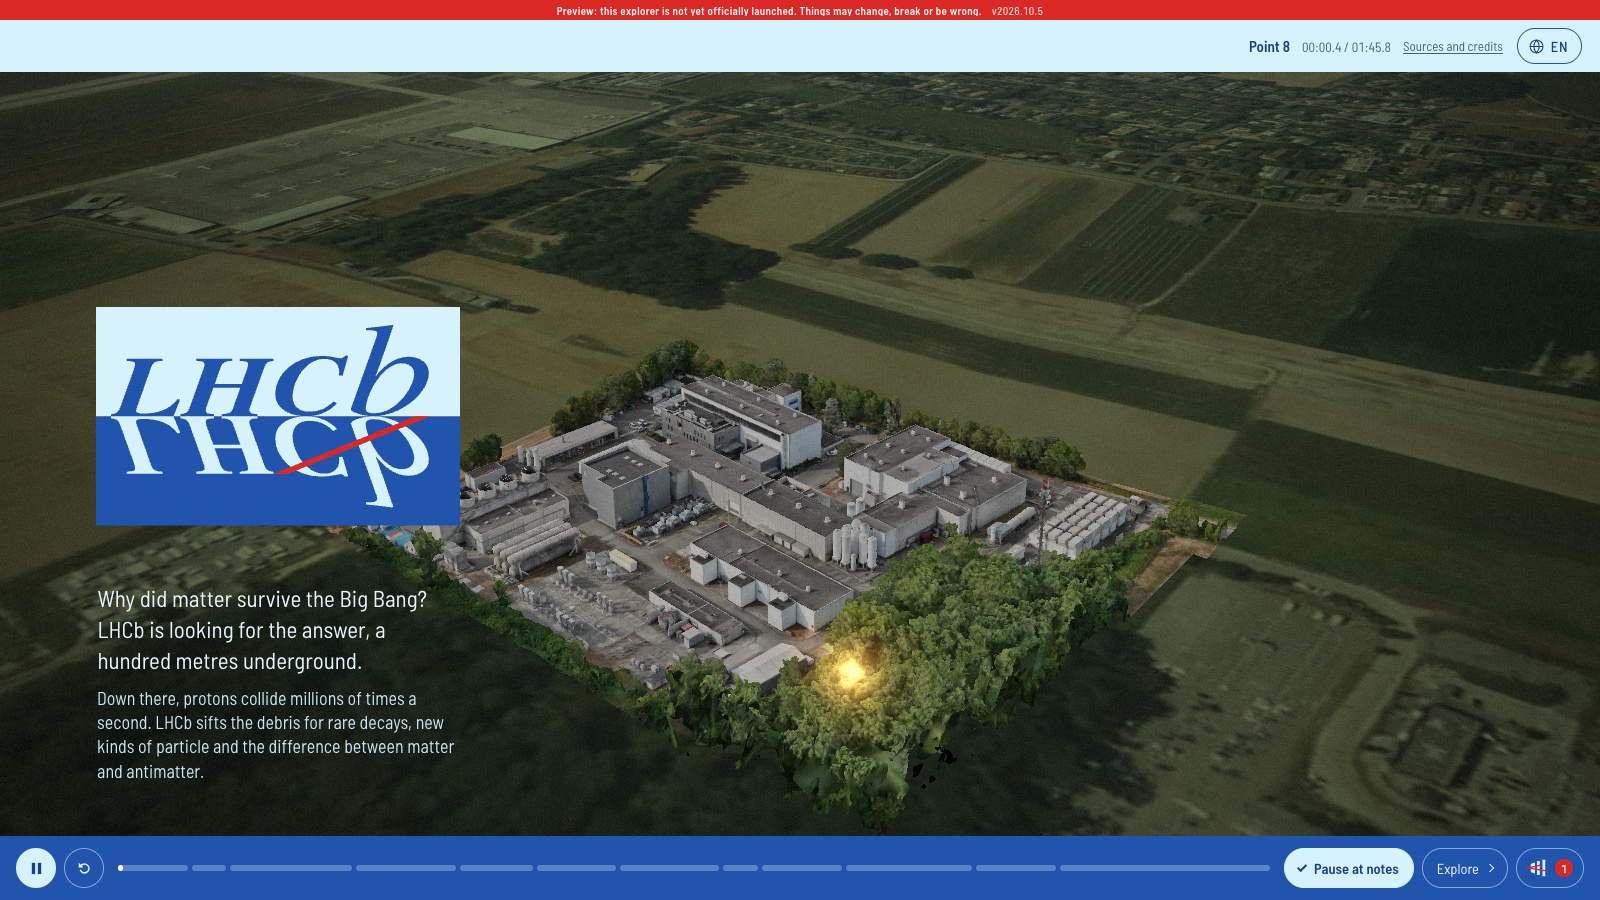 Preview: this explorer is not yet officially launched. Things may change, break or be wrong. v2026.10.5
Point 8 00:00.4 / 01:45.8 Sources and credits EN
LHCb
LHCb
Why did matter survive the Big Bang?
LHCb is looking for the answer, a
hundred metres underground.
Down there, protons collide millions of times a
second. LHCb sifts the debris for rare decays, new
kinds of particle and the difference between matter
and antimatter.
Pause at notes Explore 1